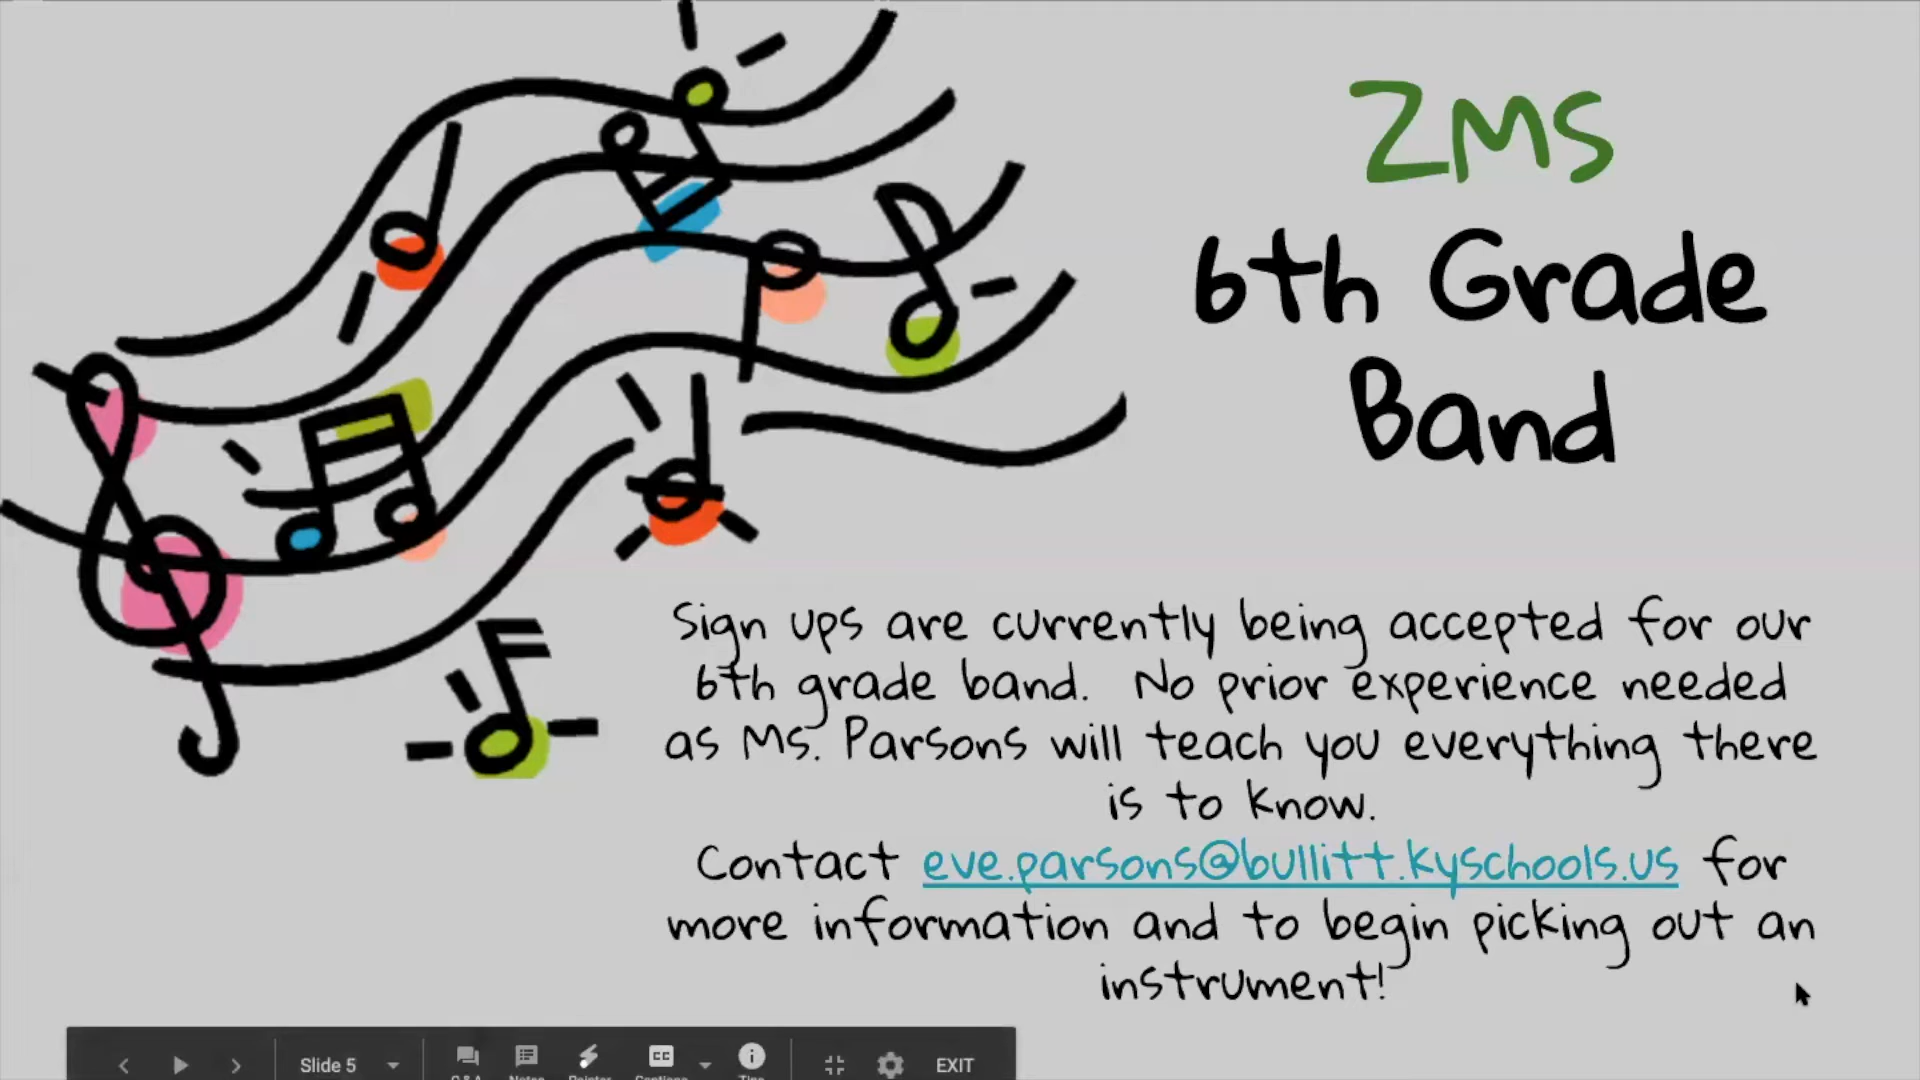 ZMS
6th Grade
Band
Sign ups are currently being accepted for our
6th grade band. No prior experience needed
as Ms. Parsons will teach you everything there
is to know.
Contact eve.parsons@bullitt.kyschools.us for
more information and to begin picking out an
instrument!
Slide 5
CC
EXIT